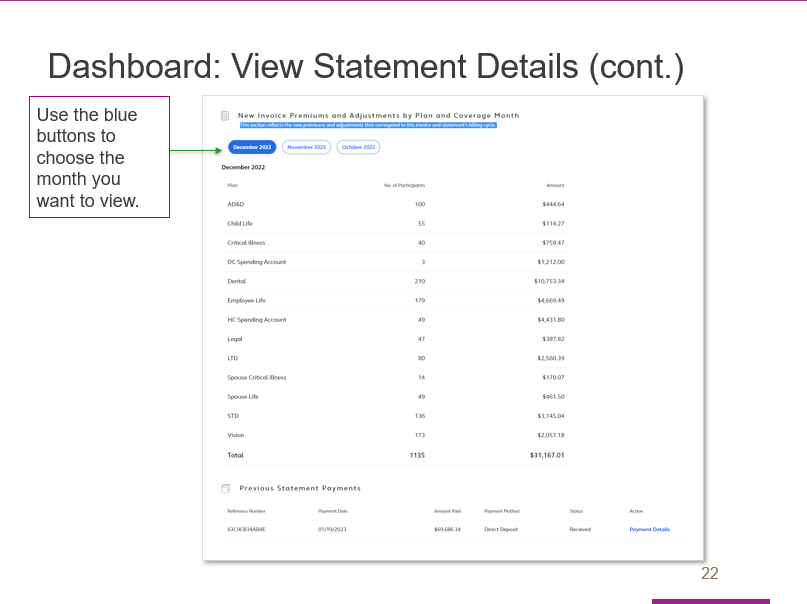 Dashboard: View Statement Details (cont.)
Use the blue
buttons to
choose the
month you
want to view.
New Invoice Premiums and Adjustments by Plan and Coverage Month
This section reflects the new premiums and adjustments that correspond to this invoice and statement's billing cycle.
December 2022 November 2022 October 2022
December 2022
Plan No. of Participants Amount
AD&D 100 $444.64
Child Life 55 $114.27
Critical Illness 40 $759.47
DC Spending Account 3 $1,212.00
Dental 210 $10,753.34
Employee Life 179 $4,669.49
HC Spending Account 49 $4,431.80
Legal 47 $387.82
LTD 80 $2,560.39
Spouse Critical Illness 14 $170.07
Spouse Life 49 $461.50
STD 136 $3,145.04
Vision 173 $2,057.18
Total 1135 $31,167.01
Previous Statement Payments
Reference Number Payment Date Amount Paid Payment Method Status Action
63C9CB34AB4E 01/19/2023 $69,686.34 Direct Deposit Received Payment Details
22